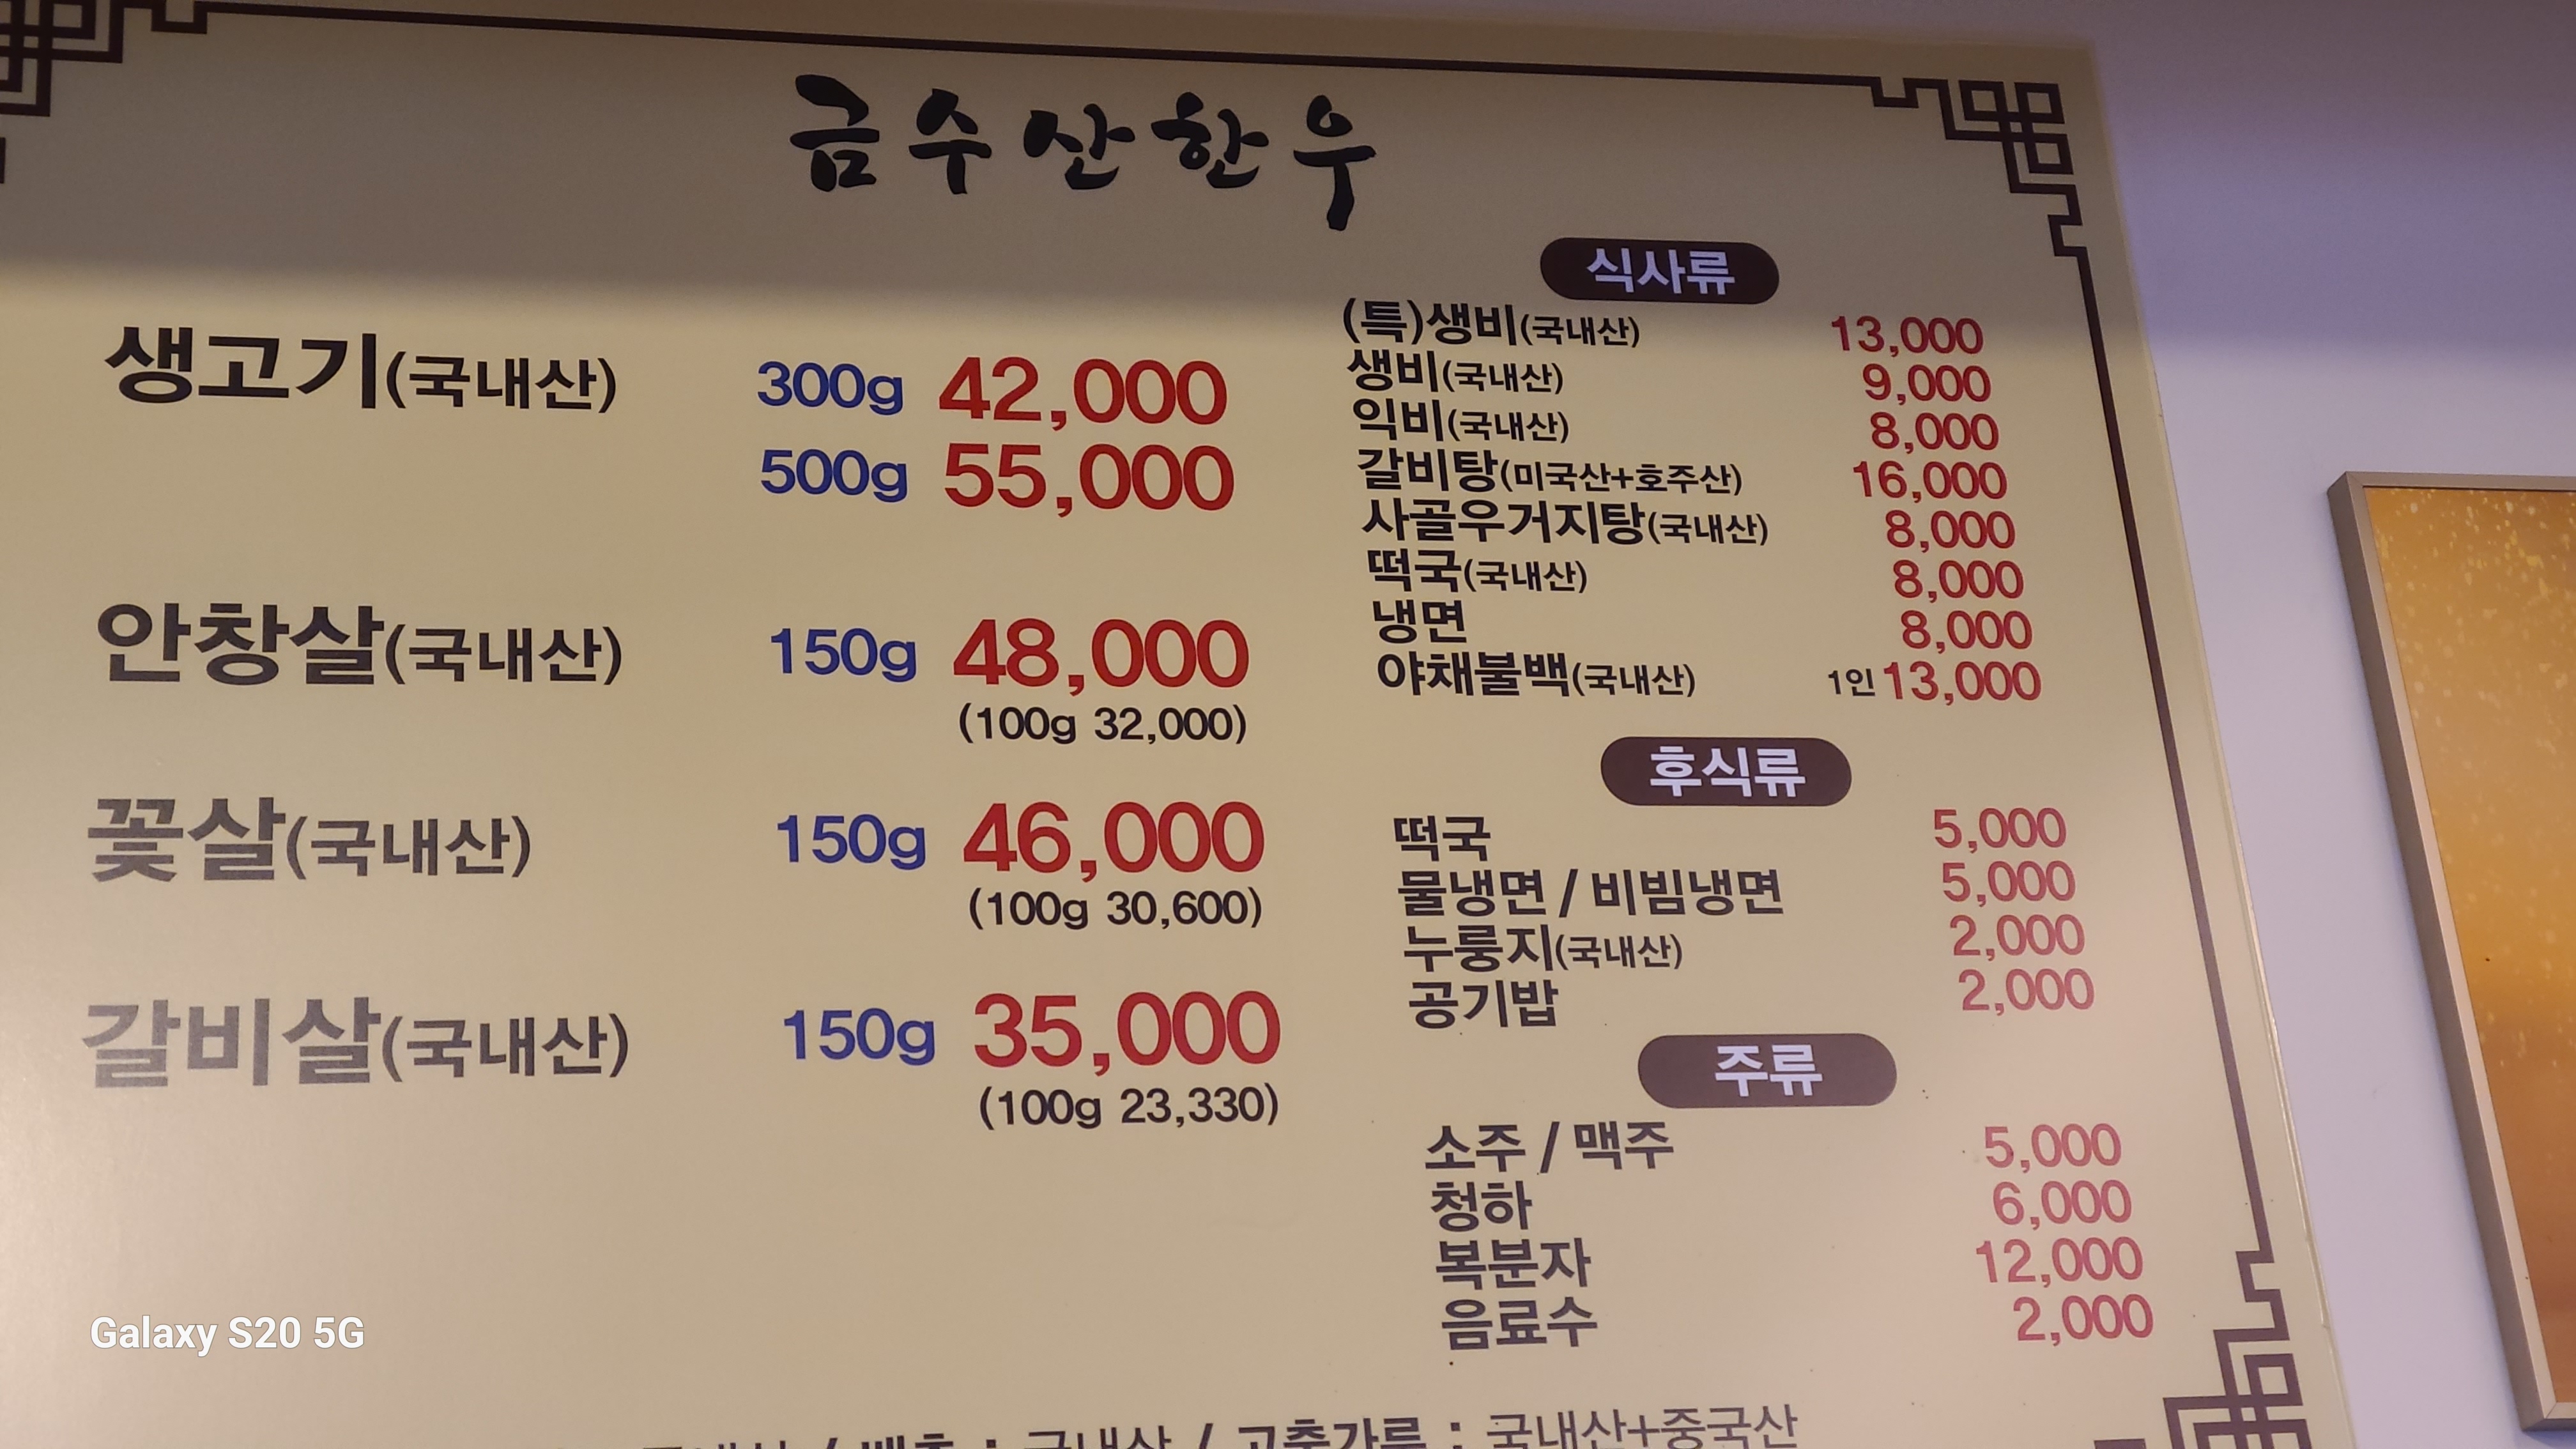 금수산한우
생고기(국내산) 300g 42,000
500g 55,000
안창살(국내산) 150g 48,000
(100g 32,000)
꽃살(국내산) 150g 46,000
(100g 30,600)
갈비살(국내산) 150g 35,000
(100g 23,330)
식사류
(특)생비(국내산) 13,000
생비(국내산) 9,000
익비(국내산) 8,000
갈비탕(미국산+호주산) 16,000
사골우거지탕(국내산) 8,000
떡국(국내산) 8,000
냉면 8,000
야채불백(국내산) 1인 13,000
후식류
떡국 5,000
물냉면 / 비빔냉면 5,000
누룽지(국내산) 2,000
공기밥 2,000
주류
소주 / 맥주 5,000
청하 6,000
복분자 12,000
음료수 2,000
/ 배추 : 국내산 / 고춧가루 : 국내산+중국산
Galaxy S20 5G